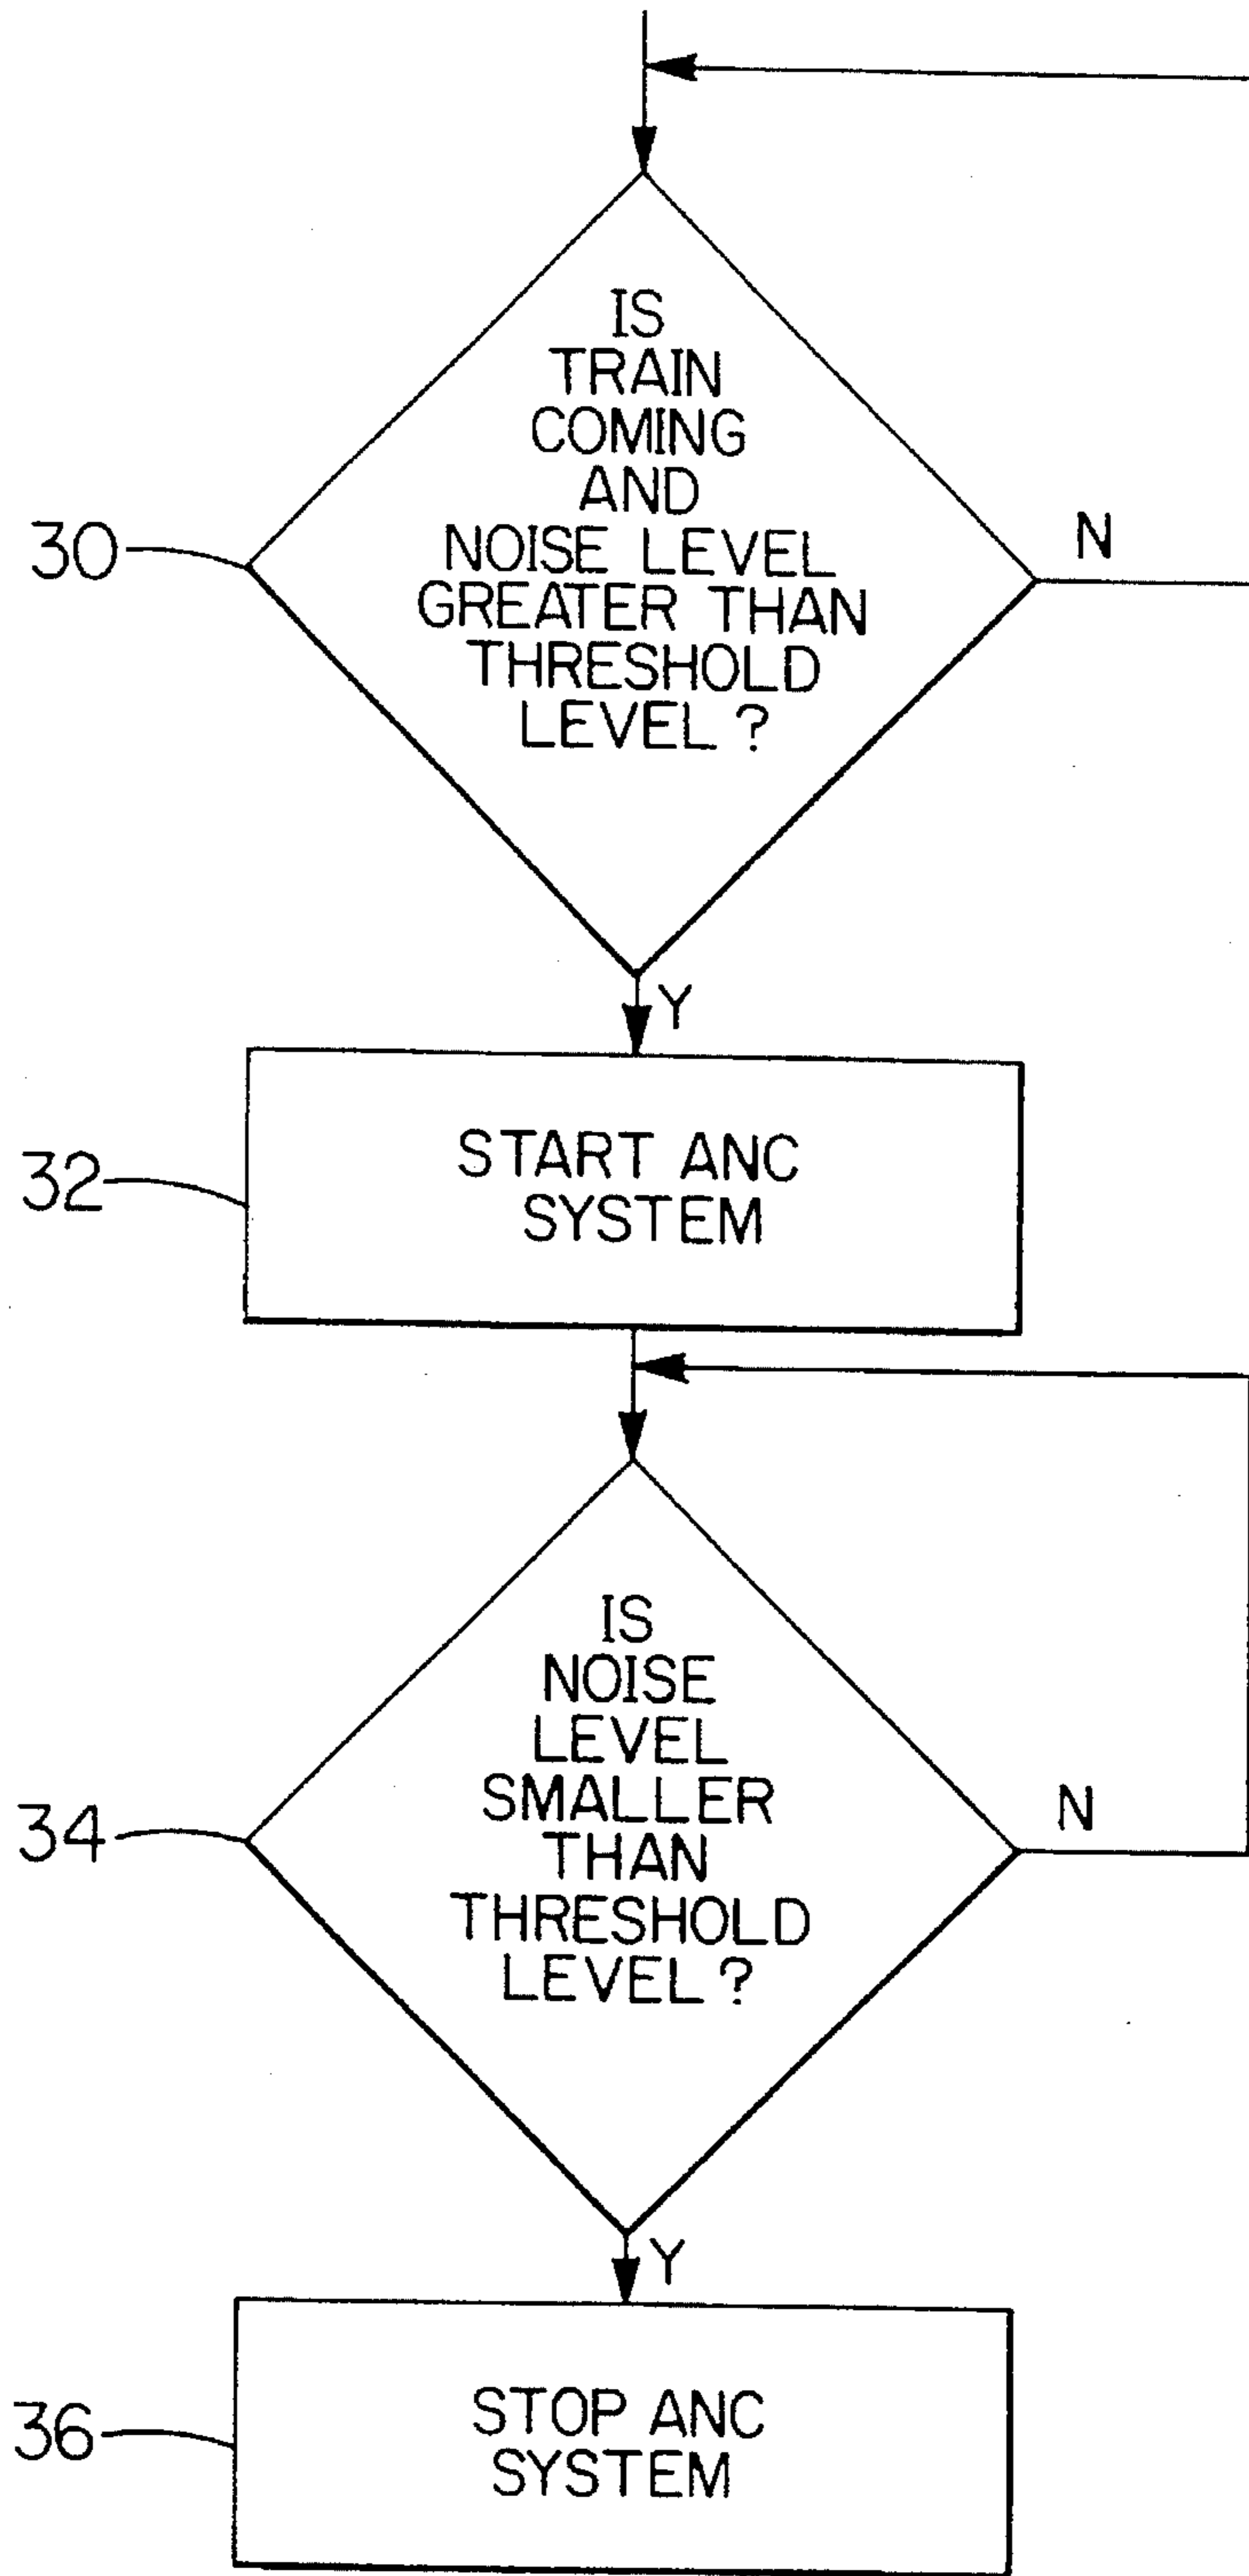 IS
TRAIN
COMING
AND
NOISE LEVEL
GREATER THAN
THRESHOLD
LEVEL?
30
N
Y
START ANC
SYSTEM
32
IS
NOISE
LEVEL
SMALLER
THAN
THRESHOLD
LEVEL?
34
N
Y
STOP ANC
SYSTEM
36